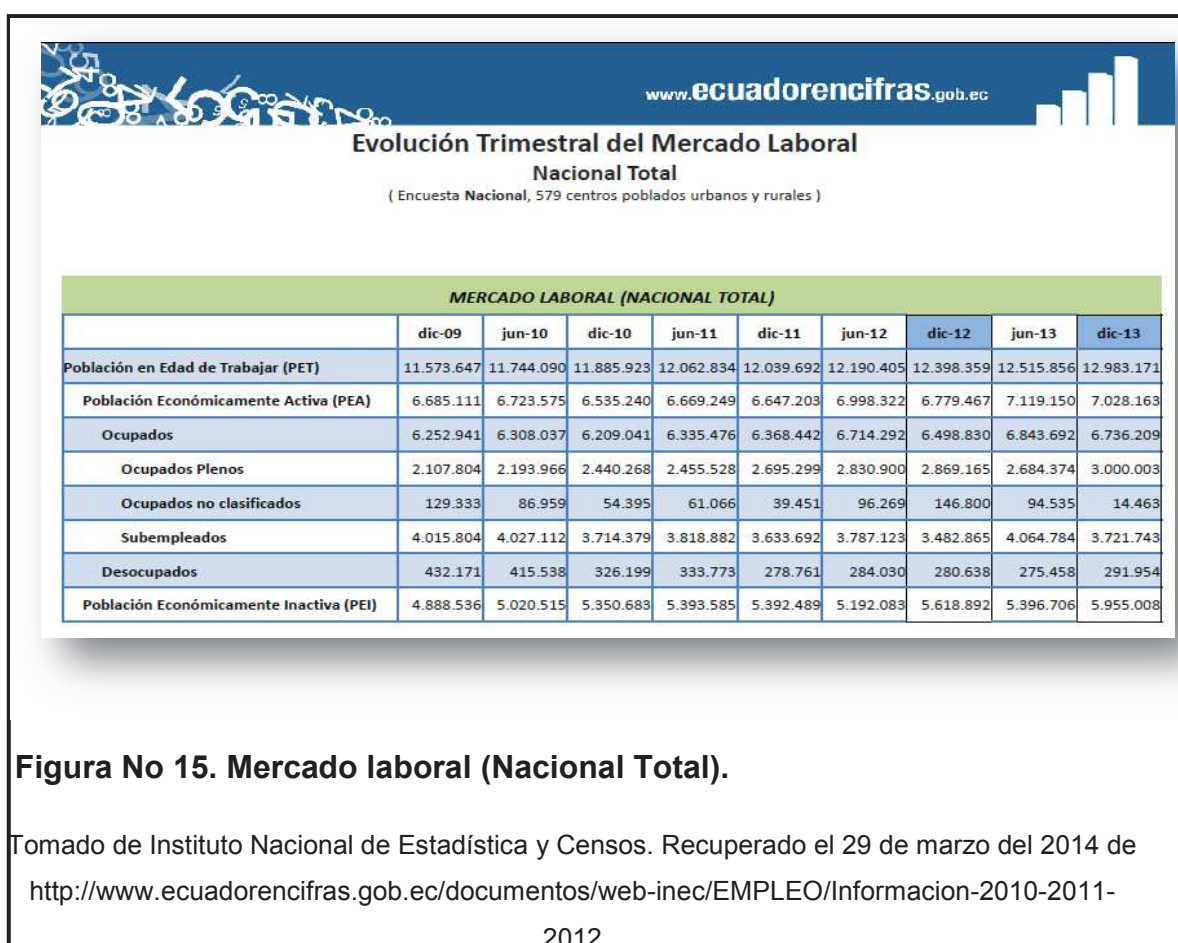 www.ecuadorencifras.gob.ec
Evolución Trimestral del Mercado Laboral
Nacional Total
( Encuesta Nacional, 579 centros poblados urbanos y rurales )
MERCADO LABORAL (NACIONAL TOTAL)
dic-09 jun-10 dic-10 jun-11 dic-11 jun-12 dic-12 jun-13 dic-13
Población en Edad de Trabajar (PET) 11.573.647 11.744.090 11.885.923 12.062.834 12.039.692 12.190.405 12.398.359 12.515.856 12.983.171
Población Económicamente Activa (PEA) 6.685.111 6.723.575 6.535.240 6.669.249 6.647.203 6.998.322 6.779.467 7.119.150 7.028.163
Ocupados 6.252.941 6.308.037 6.209.041 6.335.476 6.368.442 6.714.292 6.498.830 6.843.692 6.736.209
Ocupados Plenos 2.107.804 2.193.966 2.440.268 2.455.528 2.695.299 2.830.900 2.869.165 2.684.374 3.000.003
Ocupados no clasificados 129.333 86.959 54.395 61.066 39.451 96.269 146.800 94.535 14.463
Subempleados 4.015.804 4.027.112 3.714.379 3.818.882 3.633.692 3.787.123 3.482.865 4.064.784 3.721.743
Desocupados 432.171 415.538 326.199 333.773 278.761 284.030 280.638 275.458 291.954
Población Económicamente Inactiva (PEI) 4.888.536 5.020.515 5.350.683 5.393.585 5.392.489 5.192.083 5.618.892 5.396.706 5.955.008
Figura No 15. Mercado laboral (Nacional Total).
Tomado de Instituto Nacional de Estadística y Censos. Recuperado el 29 de marzo del 2014 de
http://www.ecuadorencifras.gob.ec/documentos/web-inec/EMPLEO/Informacion-2010-2011-
2012